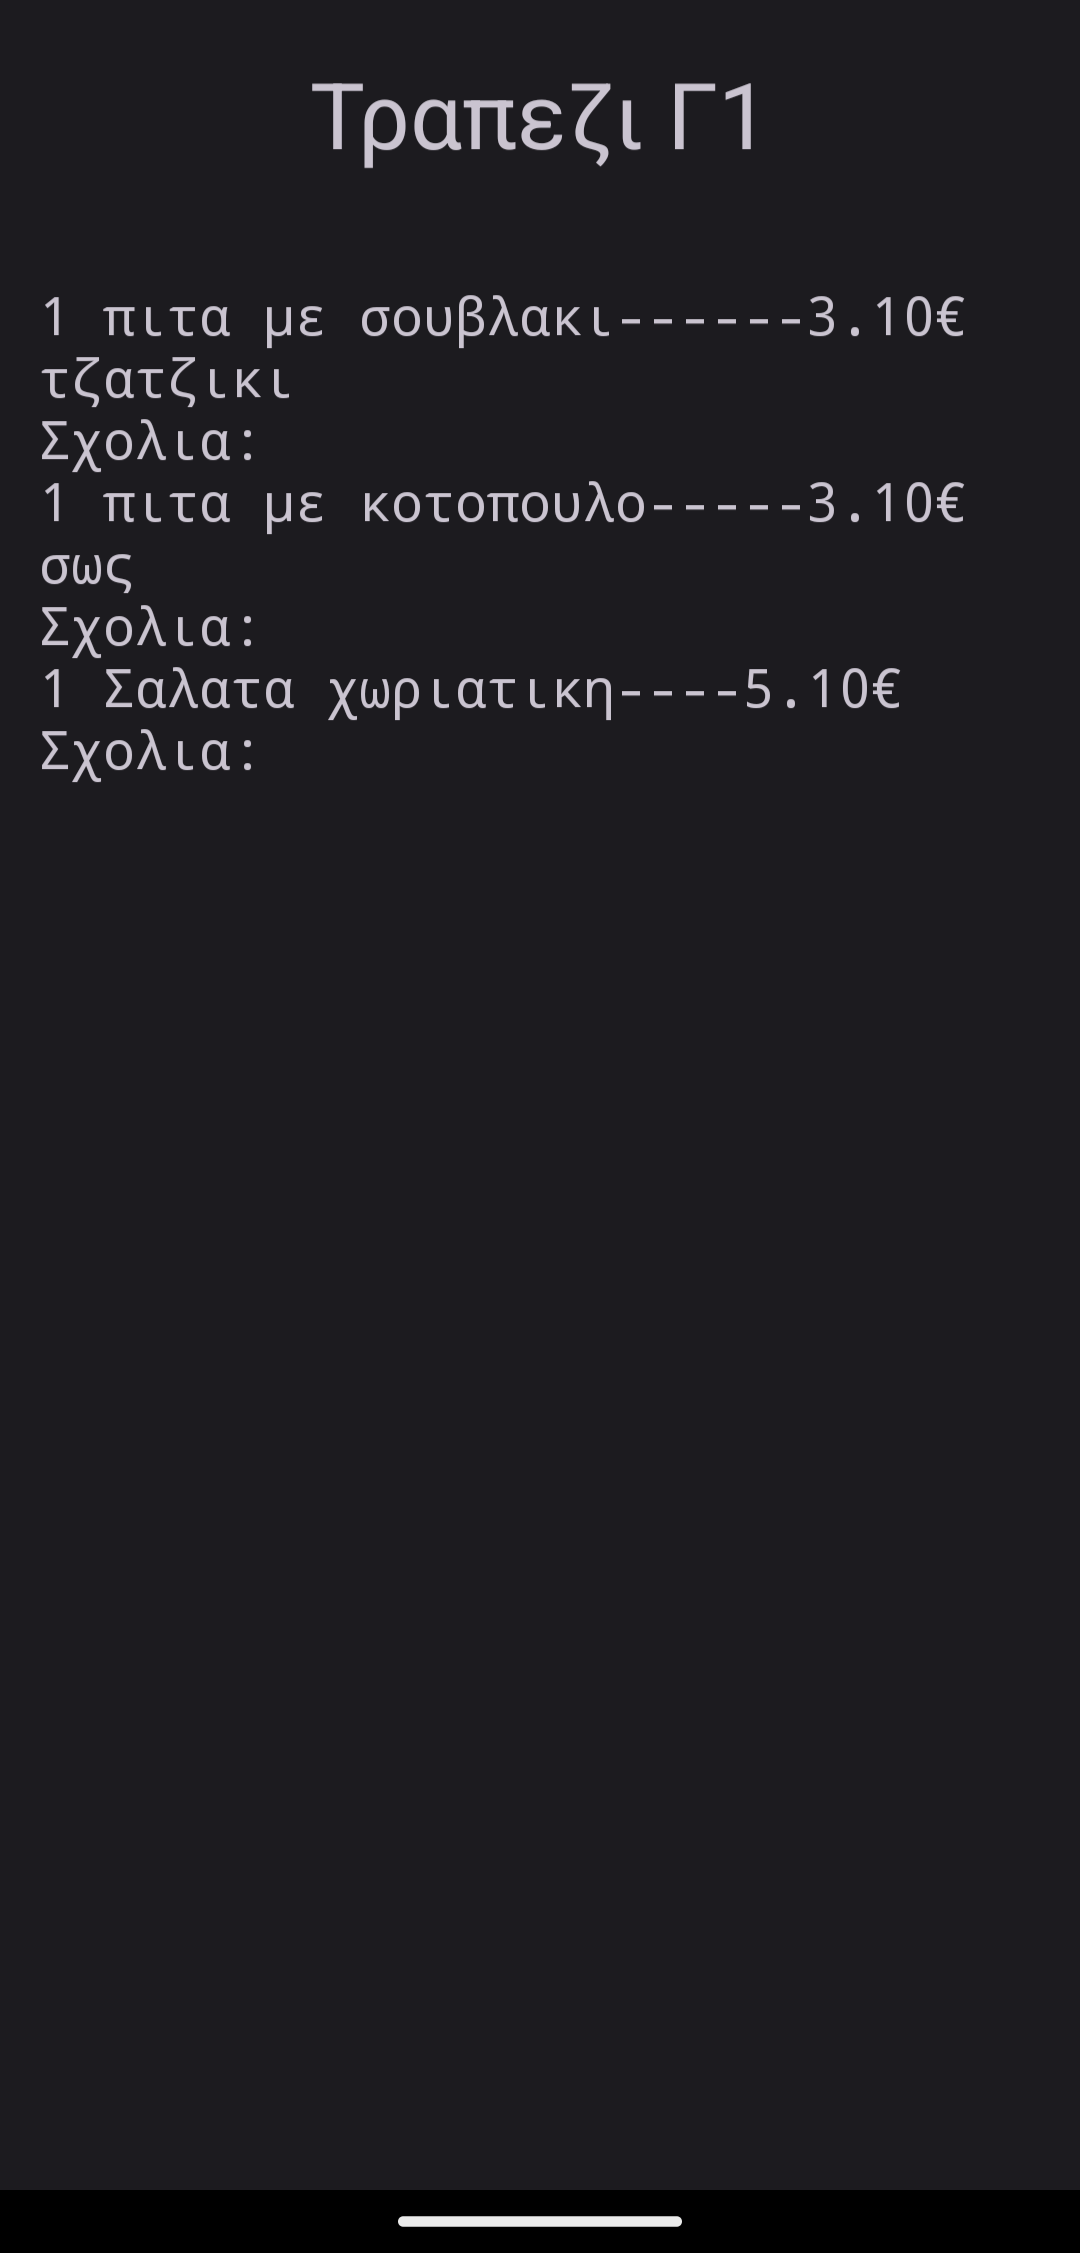 Τραπεζι Γ1
1 πιτα με σουβλακι------3.10€
τζατζικι
Σχολια:
1 πιτα με κοτοπουλο-----3.10€
σως
Σχολια:
1 Σαλατα χωριατικη----5.10€
Σχολια: